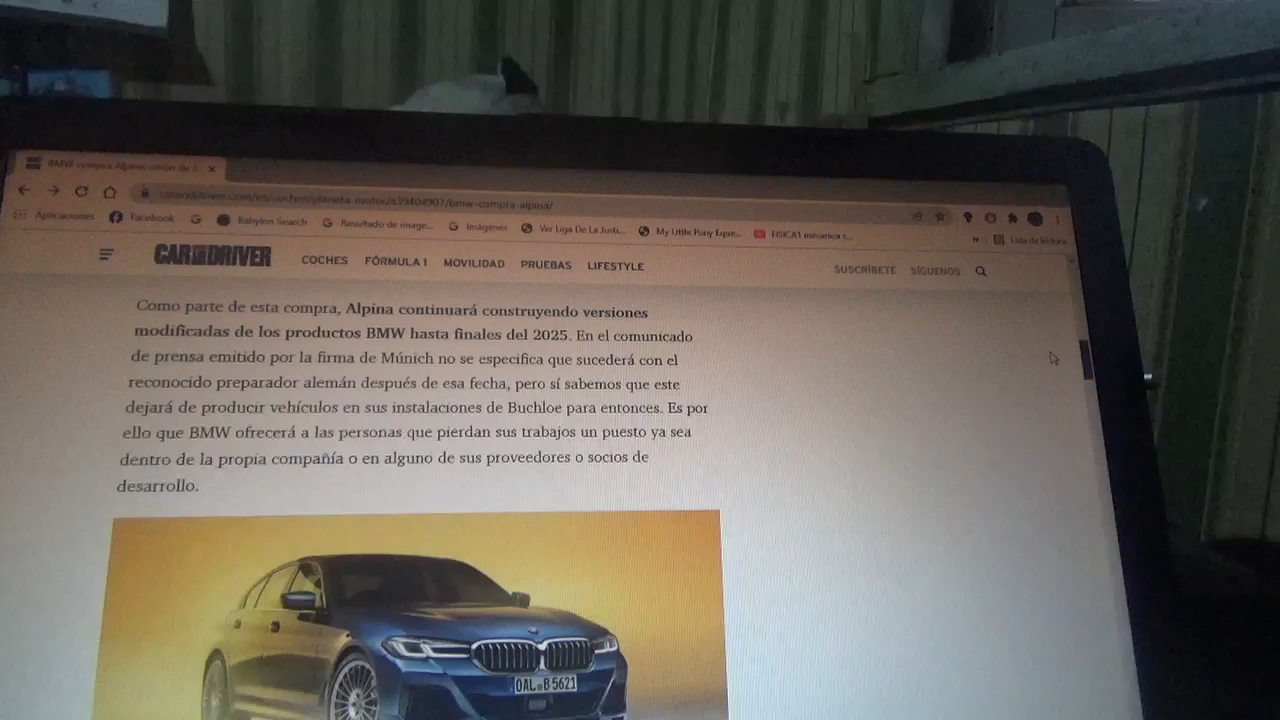 BMW compra Alpina: unión de l
caranddriver.com/es/coches/planeta-motor/a39404907/bmw-compra-alpina/
Aplicaciones Facebook Babylon Search Resultado de image... Imágenes Ver Liga De La Justi... My Little Pony Eque... FISICA1 mecanica c... » Lista de lectura
CAR AND DRIVER COCHES FÓRMULA 1 MOVILIDAD PRUEBAS LIFESTYLE SUSCRÍBETE SÍGUENOS
Como parte de esta compra, Alpina continuará construyendo versiones
modificadas de los productos BMW hasta finales del 2025. En el comunicado
de prensa emitido por la firma de Múnich no se especifica que sucederá con el
reconocido preparador alemán después de esa fecha, pero sí sabemos que este
dejará de producir vehículos en sus instalaciones de Buchloe para entonces. Es por
ello que BMW ofrecerá a las personas que pierdan sus trabajos un puesto ya sea
dentro de la propia compañía o en alguno de sus proveedores o socios de
desarrollo.
OAL B 5621